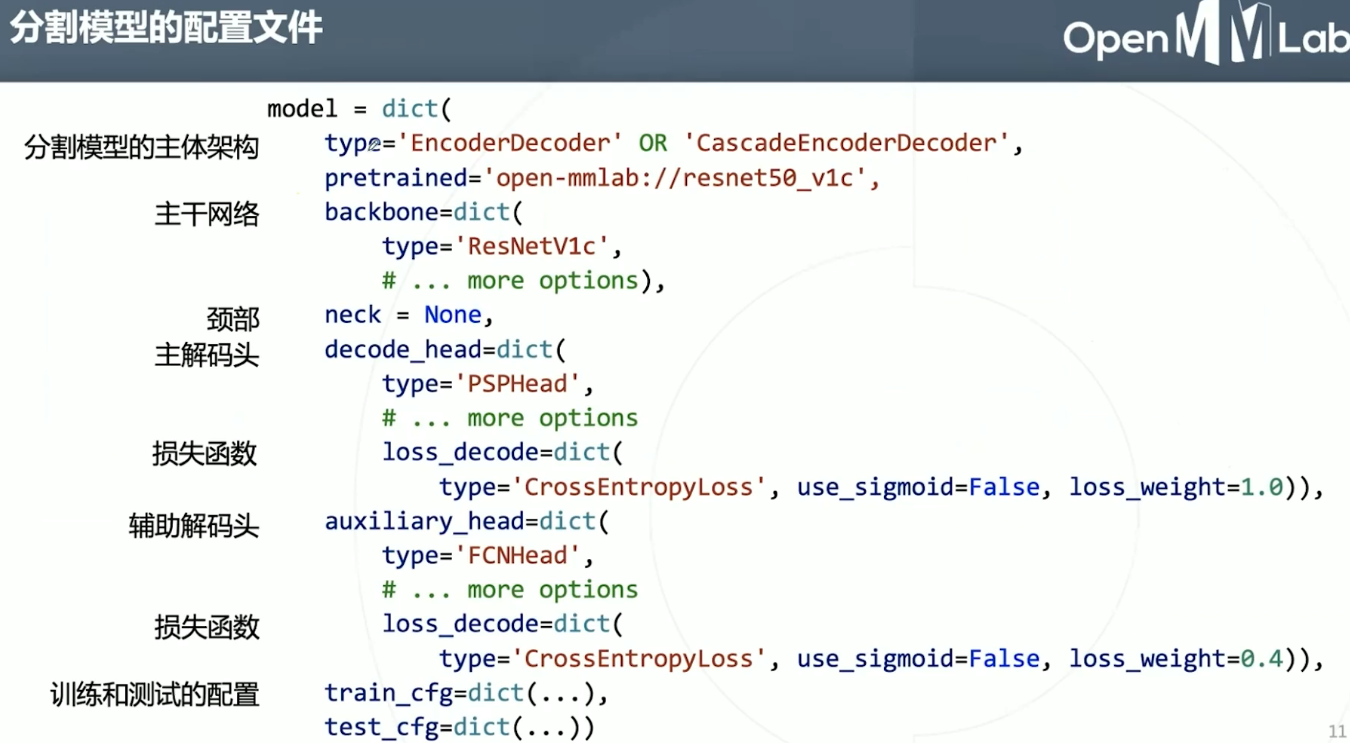 分割模型的配置文件
OpenMMLab
model = dict(
分割模型的主体架构 type='EncoderDecoder' OR 'CascadeEncoderDecoder',
pretrained='open-mmlab://resnet50_v1c',
主干网络 backbone=dict(
type='ResNetV1c',
# ... more options),
颈部 neck = None,
主解码头 decode_head=dict(
type='PSPHead',
# ... more options
损失函数 loss_decode=dict(
type='CrossEntropyLoss', use_sigmoid=False, loss_weight=1.0)),
辅助解码头 auxiliary_head=dict(
type='FCNHead',
# ... more options
损失函数 loss_decode=dict(
type='CrossEntropyLoss', use_sigmoid=False, loss_weight=0.4)),
训练和测试的配置 train_cfg=dict(...),
test_cfg=dict(...))
11